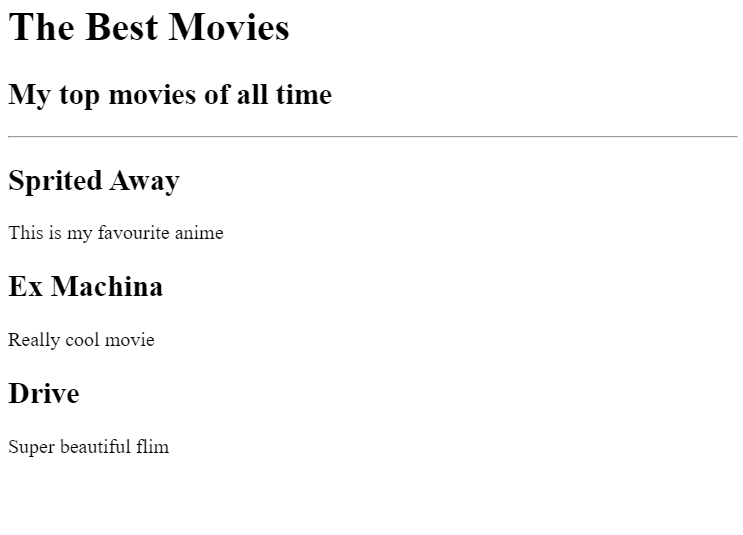 The Best Movies
My top movies of all time
Sprited Away
This is my favourite anime
Ex Machina
Really cool movie
Drive
Super beautiful flim